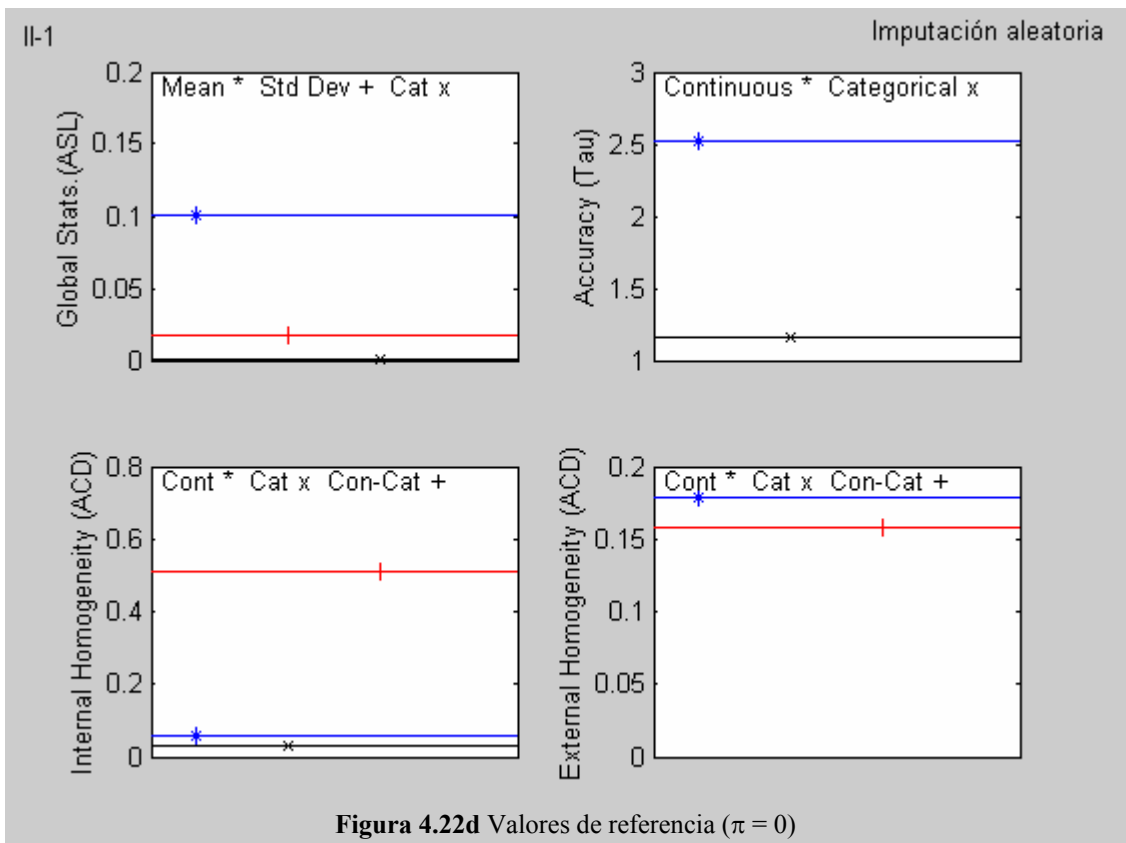 II-1
Imputación aleatoria
Global Stats.(ASL)
0.2
0.15
0.1
0.05
0
Mean * Std Dev + Cat x
Accuracy (Tau)
3
2.5
2
1.5
1
Continuous * Categorical x
Internal Homogeneity (ACD)
0.8
0.6
0.4
0.2
0
Cont * Cat x Con-Cat +
External Homogeneity (ACD)
0.2
0.15
0.1
0.05
0
Cont * Cat x Con-Cat +
Figura 4.22d Valores de referencia (π = 0)